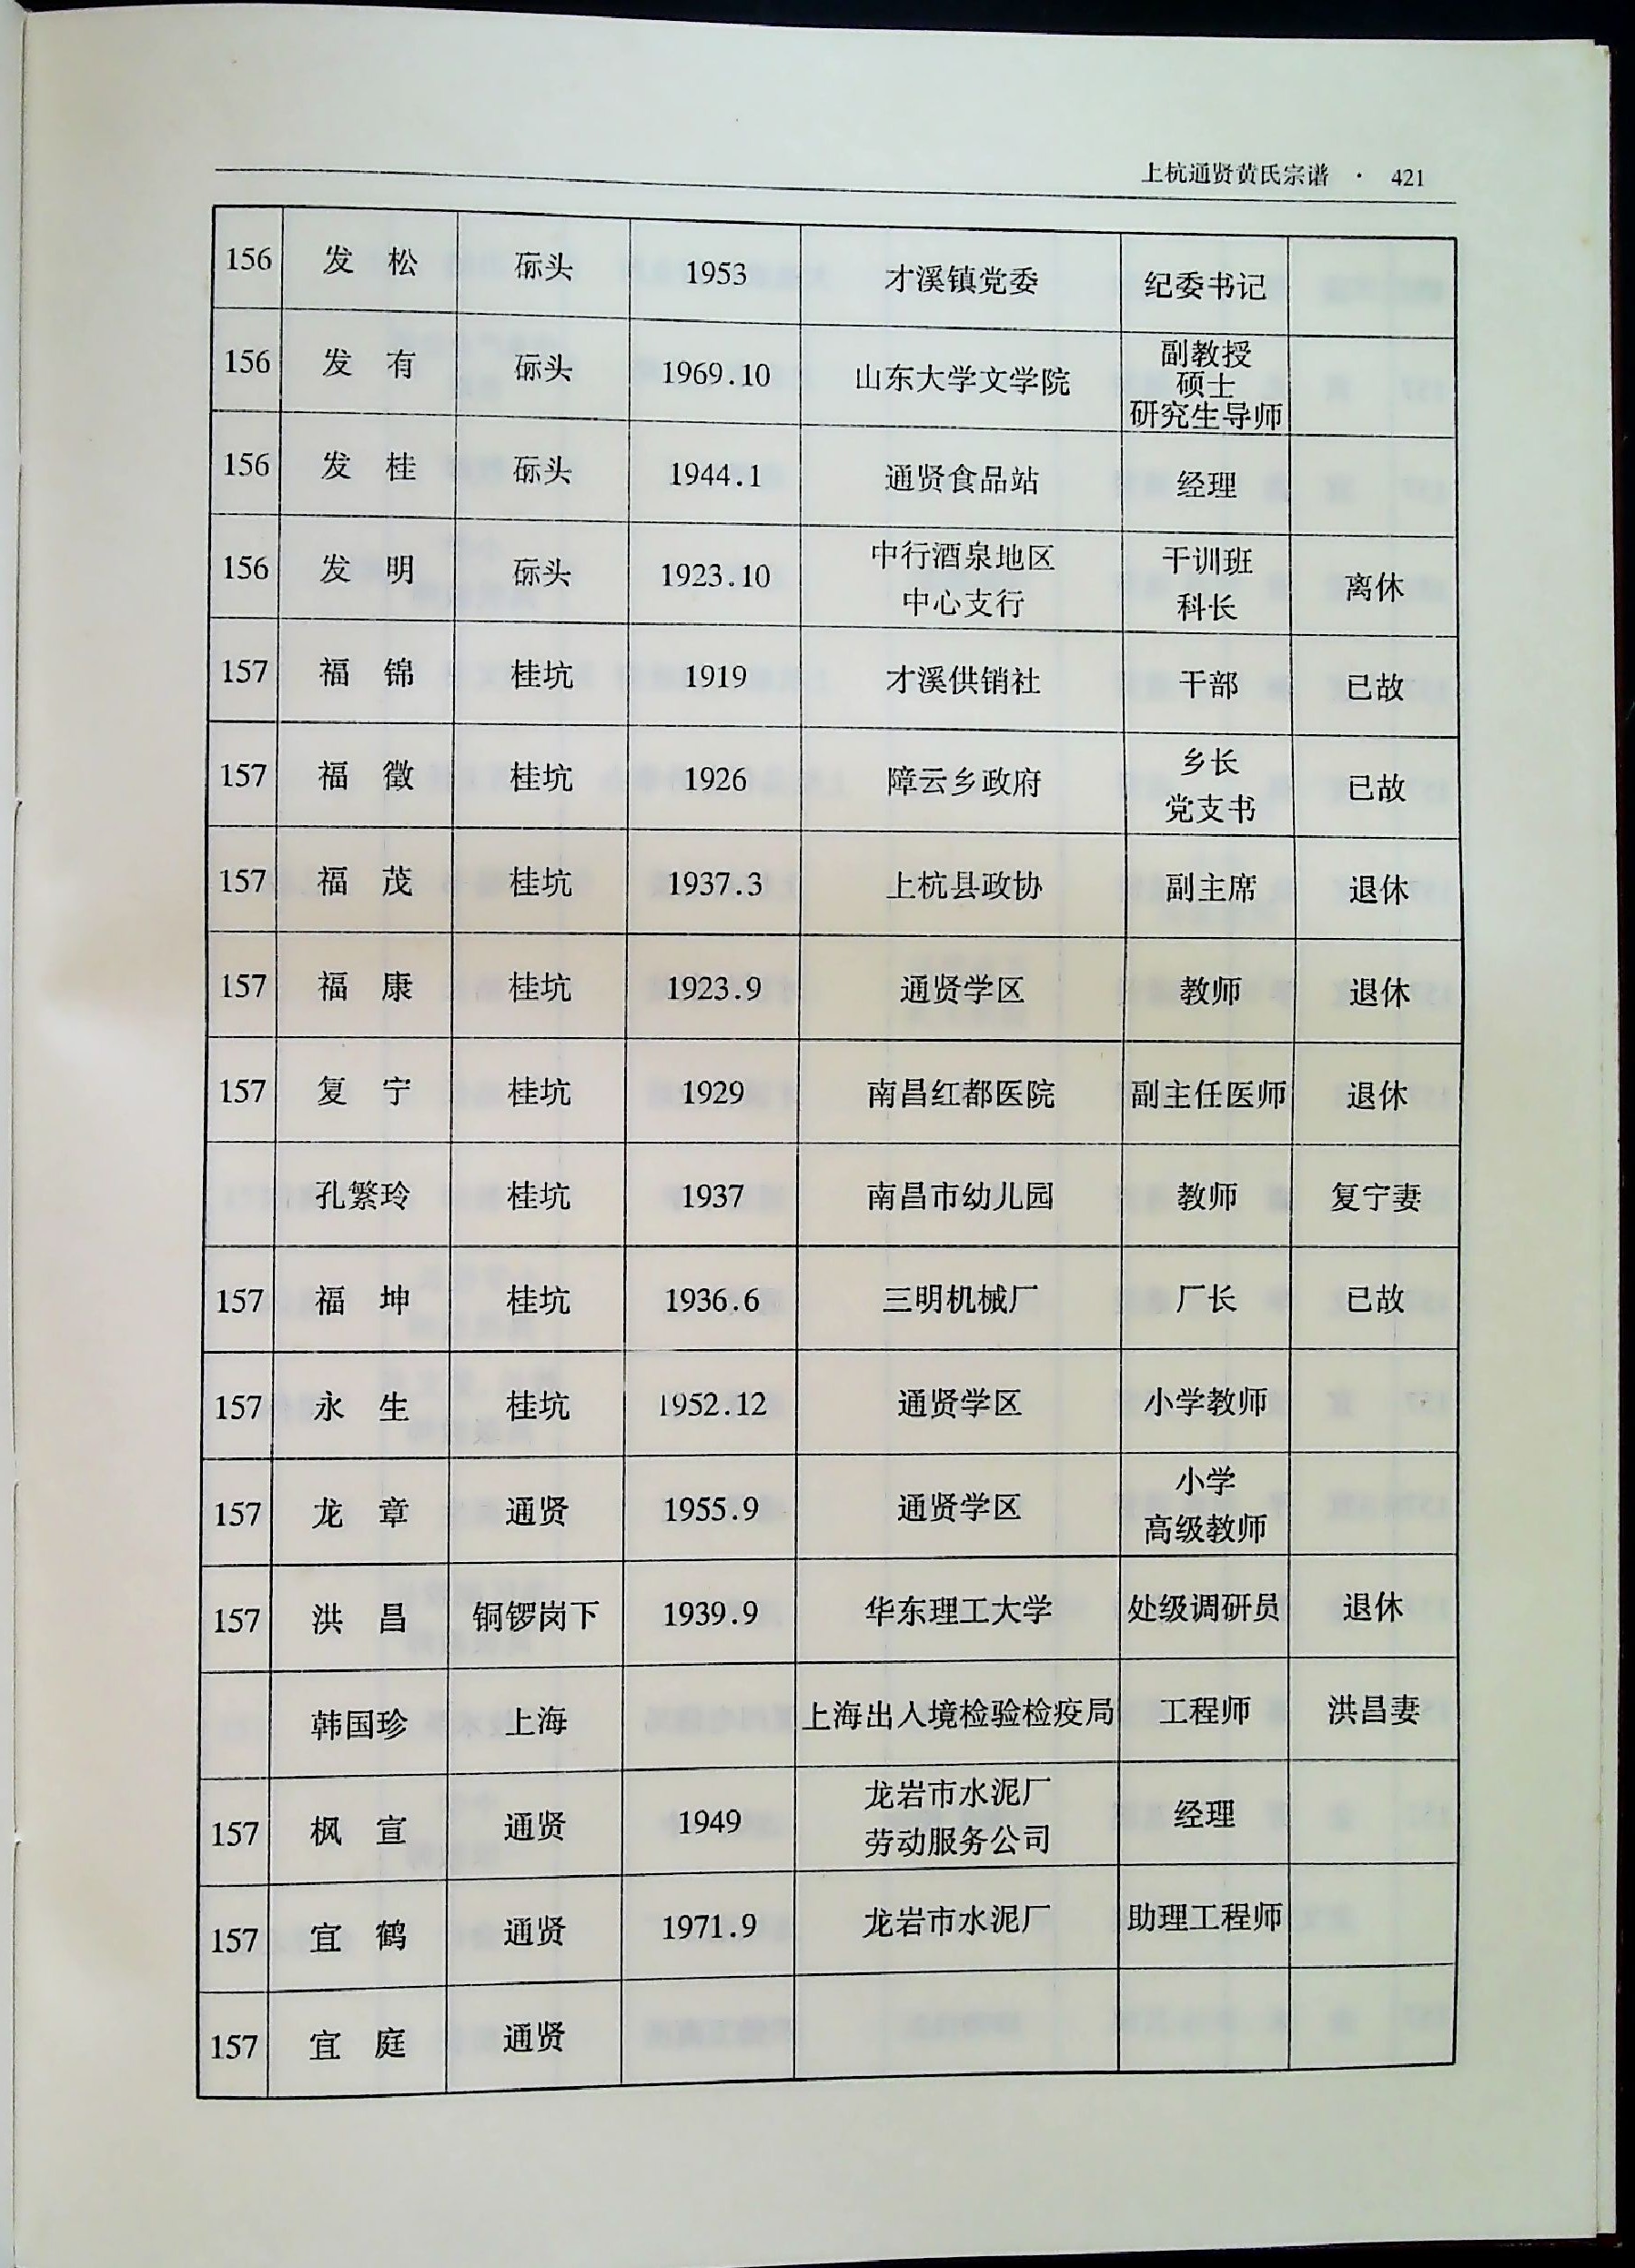 上杭通贤黄氏宗谱 · 421
156 发 松 砾头 1953 才溪镇党委 纪委书记
156 发 有 砾头 1969.10 山东大学文学院 副教授
硕士
研究生导师
156 发 桂 砾头 1944.1 通贤食品站 经理
156 发 明 砾头 1923.10 中行酒泉地区
中心支行 干训班
科长 离休
157 福 锦 桂坑 1919 才溪供销社 干部 已故
157 福 徵 桂坑 1926 障云乡政府 乡长
党支书 已故
157 福 茂 桂坑 1937.3 上杭县政协 副主席 退休
157 福 康 桂坑 1923.9 通贤学区 教师 退休
157 复 宁 桂坑 1929 南昌红都医院 副主任医师 退休
孔繁玲 桂坑 1937 南昌市幼儿园 教师 复宁妻
157 福 坤 桂坑 1936.6 三明机械厂 厂长 已故
157 永 生 桂坑 1952.12 通贤学区 小学教师
157 龙 章 通贤 1955.9 通贤学区 小学
高级教师
157 洪 昌 铜锣岗下 1939.9 华东理工大学 处级调研员 退休
韩国珍 上海 上海出入境检验检疫局 工程师 洪昌妻
157 枫 宣 通贤 1949 龙岩市水泥厂
劳动服务公司 经理
157 宜 鹤 通贤 1971.9 龙岩市水泥厂 助理工程师
157 宜 庭 通贤